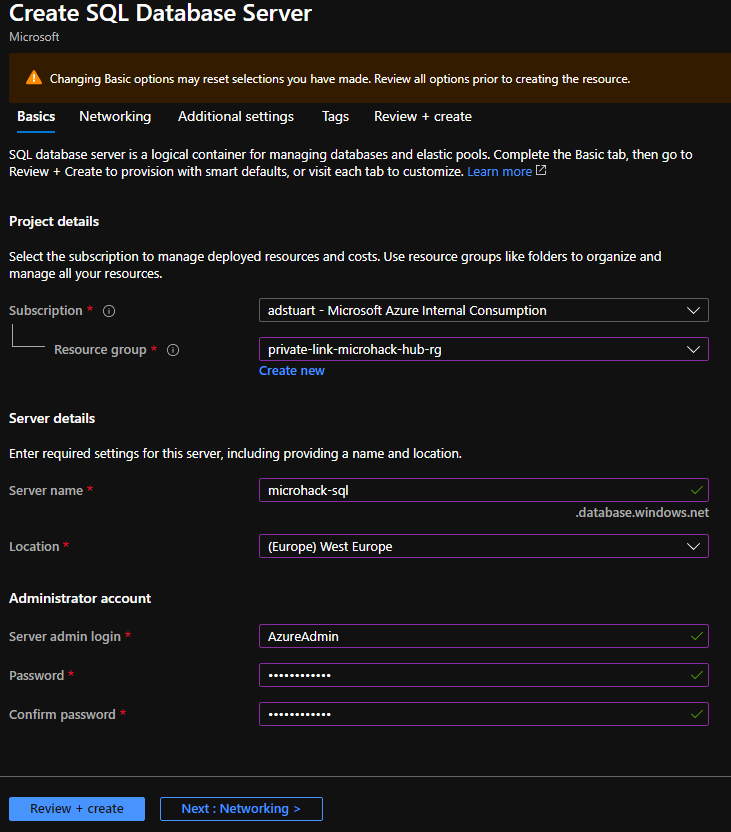 Create SQL Database Server
Microsoft
Changing Basic options may reset selections you have made. Review all options prior to creating the resource.
Basics Networking Additional settings Tags Review + create
SQL database server is a logical container for managing databases and elastic pools. Complete the Basic tab, then go to
Review + Create to provision with smart defaults, or visit each tab to customize. Learn more
Project details
Select the subscription to manage deployed resources and costs. Use resource groups like folders to organize and
manage all your resources.
Subscription * adstuart - Microsoft Azure Internal Consumption
Resource group * private-link-microhack-hub-rg
Create new
Server details
Enter required settings for this server, including providing a name and location.
Server name * microhack-sql
.database.windows.net
Location * (Europe) West Europe
Administrator account
Server admin login * AzureAdmin
Password * ••••••••••••
Confirm password * ••••••••••••
Review + create Next : Networking >